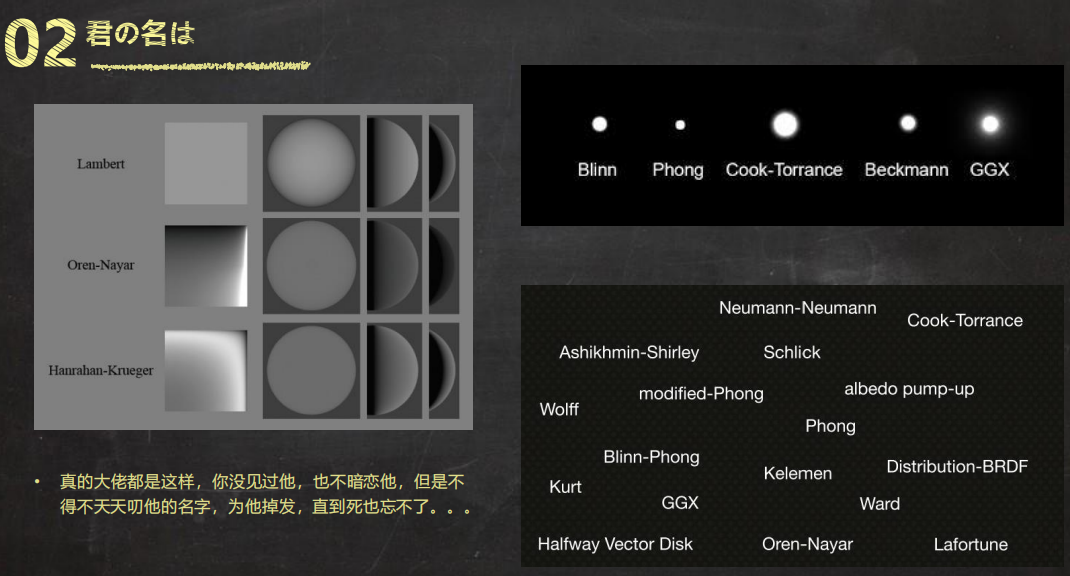 02 君の名は
Lambert
Oren-Nayar
Hanrahan-Krueger
• 真的大佬都是这样，你没见过他，也不暗恋他，但是不
得不天天叨他的名字，为他掉发，直到死也忘不了。。。
Blinn Phong Cook-Torrance Beckmann GGX
Neumann-Neumann
Cook-Torrance
Ashikhmin-Shirley Schlick
modified-Phong albedo pump-up
Wolff
Phong
Blinn-Phong
Kelemen Distribution-BRDF
Kurt
GGX Ward
Halfway Vector Disk Oren-Nayar Lafortune